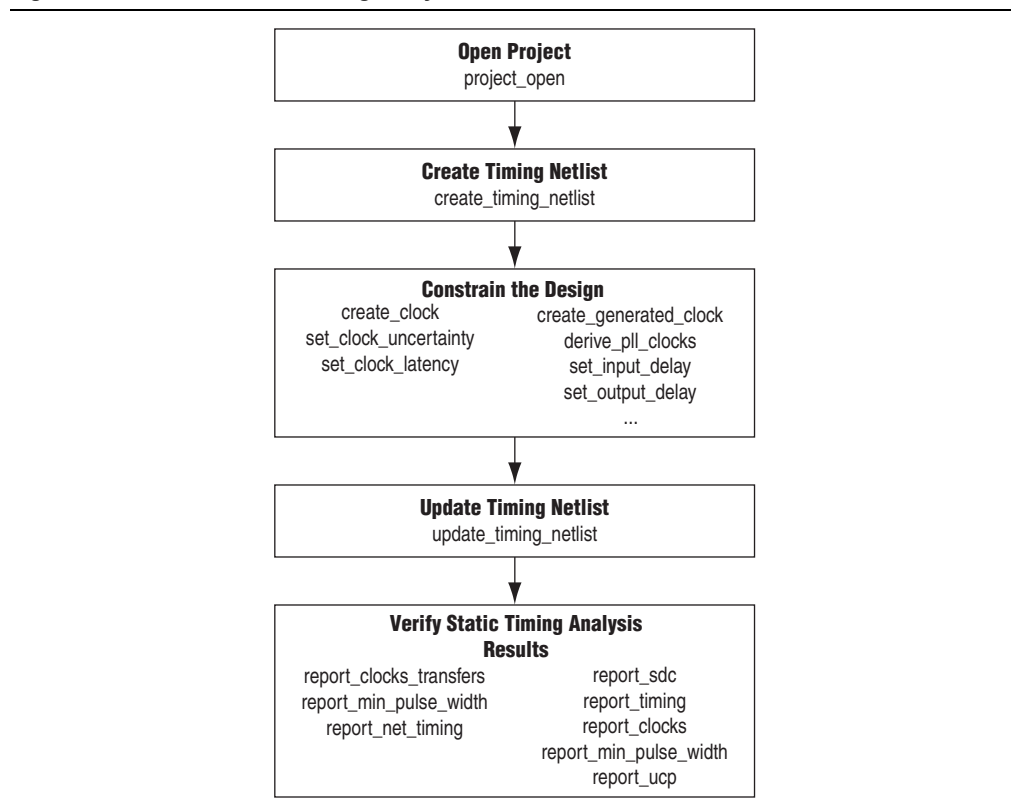 Open Project
project_open
Create Timing Netlist
create_timing_netlist
Constrain the Design
create_clock
set_clock_uncertainty
set_clock_latency
create_generated_clock
derive_pll_clocks
set_input_delay
set_output_delay
...
Update Timing Netlist
update_timing_netlist
Verify Static Timing Analysis
Results
report_clocks_transfers
report_min_pulse_width
report_net_timing
report_sdc
report_timing
report_clocks
report_min_pulse_width
report_ucp